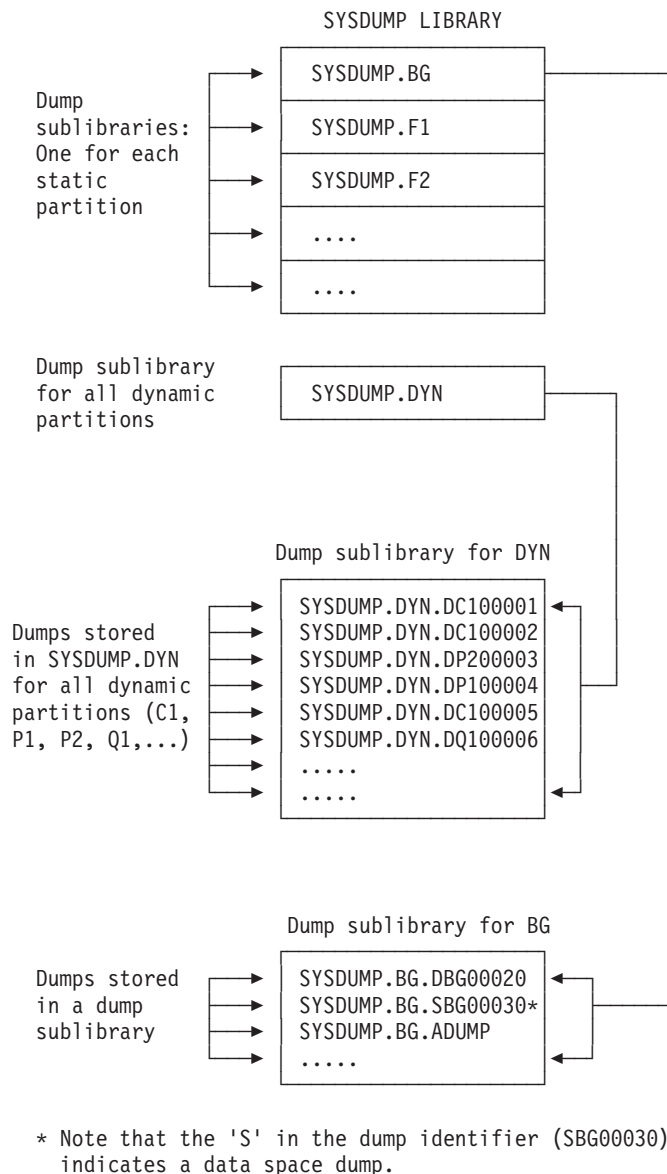 SYSDUMP LIBRARY
SYSDUMP.BG
Dump
sublibraries:
One for each
static
partition
SYSDUMP.F1
SYSDUMP.F2
....
....
Dump sublibrary
for all dynamic
partitions
SYSDUMP.DYN
Dump sublibrary for DYN
Dumps stored
in SYSDUMP.DYN
for all dynamic
partitions (C1,
P1, P2, Q1,...)
SYSDUMP.DYN.DC100001
SYSDUMP.DYN.DC100002
SYSDUMP.DYN.DP200003
SYSDUMP.DYN.DP100004
SYSDUMP.DYN.DC100005
SYSDUMP.DYN.DQ100006
.....
.....
Dump sublibrary for BG
Dumps stored
in a dump
sublibrary
SYSDUMP.BG.DBG00020
SYSDUMP.BG.SBG00030*
SYSDUMP.BG.ADUMP
.....
* Note that the 'S' in the dump identifier (SBG00030)
indicates a data space dump.